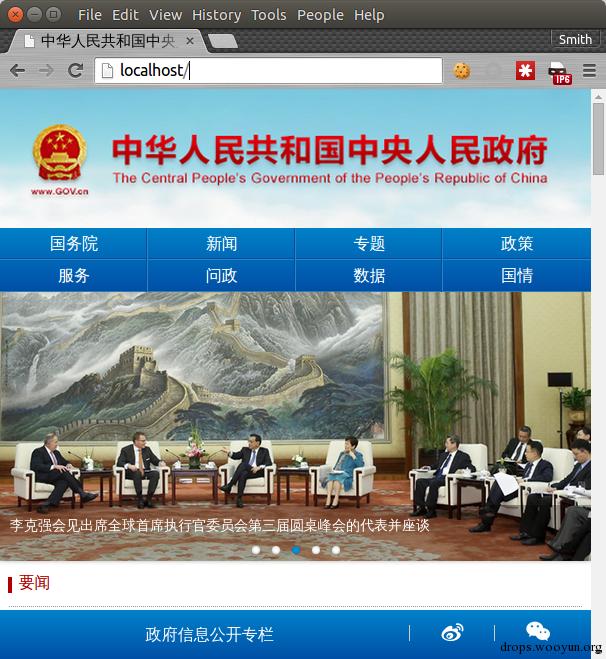 File Edit View History Tools People Help
中华人民共和国中央
Smith
localhost/
IP6
www.GOV.cn
中华人民共和国中央人民政府
The Central People's Government of the People's Republic of China
国务院 新闻 专题 政策
服务 问政 数据 国情
李克强会见出席全球首席执行官委员会第三届圆桌峰会的代表并座谈
要闻
政府信息公开专栏
drops.wooyun.org